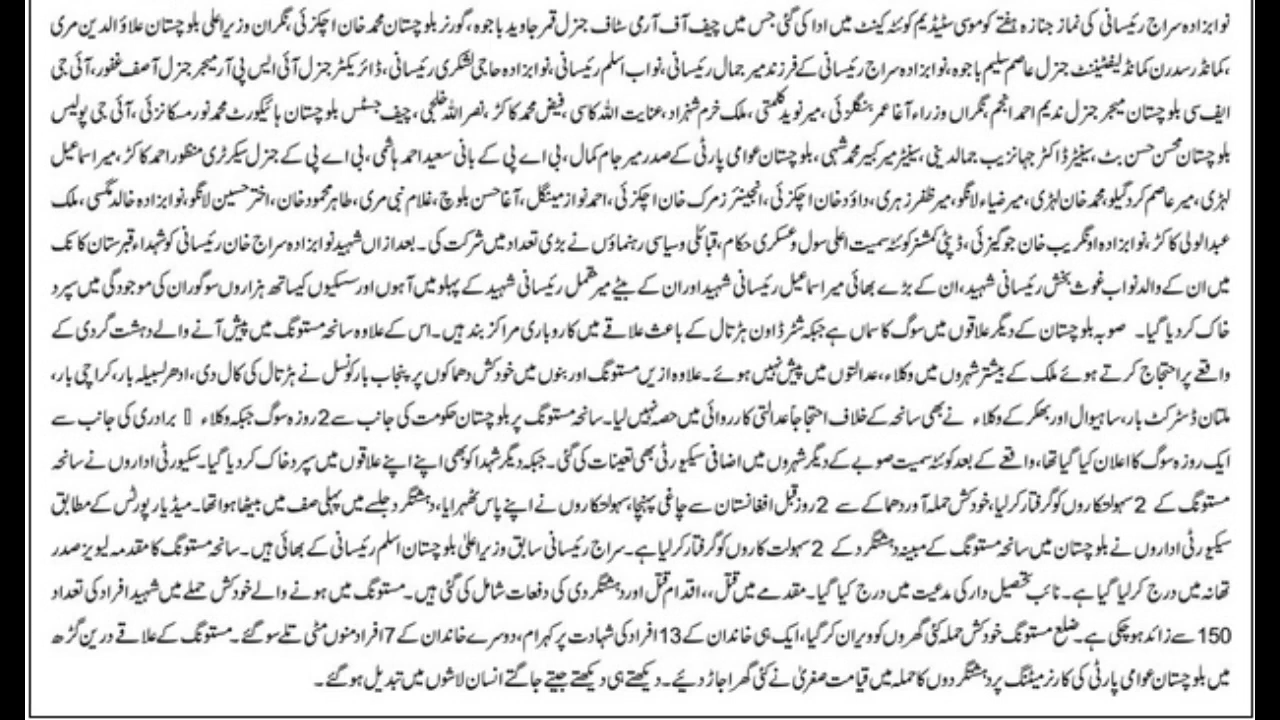 نوابزادہ سراج رئیسانی کی نماز جنازہ ہفتے کو موسیٰ سٹیڈیم کوئٹہ کینٹ میں ادا کی گئی جس میں چیف آف آرمی سٹاف جنرل قمر جاوید باجوہ، گورنر بلوچستان محمد خان اچکزئی، نگران وزیراعلی بلوچستان علاؤالدین مری
،کمانڈر سدرن کمانڈ لیفٹیننٹ جنرل عاصم سلیم باجوہ، نوابزادہ سراج رئیسانی کے فرزند میر جمال رئیسانی، نواب اسلم رئیسانی، نوابزادہ حاجی لشکری رئیسانی، ڈائریکٹر جنرل آئی ایس پی آر میجر جنرل آصف غفور، آئی جی
ایف سی بلوچستان میجر جنرل ندیم احمد انجم، نگراں وزراء آغا عمر بنگلزئی، میر نوید کلمتی، ملک خرم شہزاد، عنایت اللہ کاسی، فیض محمد کاکڑ، نصر اللہ خلجی، چیف جسٹس بلوچستان ہائیکورٹ محمد نور مسکانزئی، آئی جی پولیس
بلوچستان محسن حسن بٹ، سینیٹر ڈاکٹر جہانزیب جمالدینی، سینیٹر میر کبیر محمد شہی، بلوچستان عوامی پارٹی کے صدر میر جام کمال، بی اے پی کے بانی سعید احمد ہاشمی، بی اے پی کے جنرل سیکرٹری منظور احمد کاکڑ، میر اسماعیل
لہڑی، میر عاصم کرد گیلو، محمد خان لہڑی، میر ضیاء لانگو، میر ظفر زہری، داؤد خان اچکزئی، انجینئر زمرک خان اچکزئی، احمد نواز مینگل، آغا حسن بلوچ، غلام نبی مری، طاہر محمود خان، اختر حسین لانگو، نوابزادہ خالد مگسی، ملک
عبدالولی کاکڑ، نوابزادہ اونگریب خان جوگیزئی، ڈپٹی کمشنر کوئٹہ سمیت اعلی سول و عسکری حکام، قبائلی و سیاسی رہنماؤں نے بڑی تعداد میں شرکت کی۔ بعد ازاں شہید نوابزادہ سراج خان رئیسانی کو شہداء قبرستان کانک
میں ان کے والد نواب غوث بخش رئیسانی شہید، ان کے بڑے بھائی میر اسماعیل رئیسانی شہید اور ان کے بیٹے میر شمل رئیسانی شہید کے پہلو میں آہوں اور سسکیوں کیساتھ ہزاروں سوگوران کی موجودگی میں سپرد
خاک کر دیا گیا۔ صوبہ بلوچستان کے دیگر علاقوں میں سوگ کا سماں ہے جبکہ شٹر ڈاون ہڑتال کے باعث علاقے میں کاروباری مراکز بند ہیں۔ اس کے علاوہ سانحہ مستونگ میں پیش آنے والے دہشت گردی کے
واقعے پر احتجاج کرتے ہوئے ملک کے بیشتر شہروں میں وکلاء، عدالتوں میں پیش نہیں ہوئے۔ علاوہ ازیں مستونگ اور بنوں میں خودکش دھماکوں پر پنجاب بار کونسل نے ہڑتال کی کال دی، ادھر لسبیلہ بار، کراچی بار،
ملتان ڈسٹرکٹ بار، ساہیوال اور بھکر کے وکلاء نے بھی سانحہ کے خلاف احتجاجاً عدالتی کارروائی میں حصہ نہیں لیا۔ سانحہ مستونگ پر بلوچستان حکومت کی جانب سے 2 روزہ سوگ جبکہ وکلاء برادری کی جانب سے
ایک روزہ سوگ کا اعلان کیا گیا تھا، واقعے کے بعد کوئٹہ سمیت صوبے کے دیگر شہروں میں اضافی سیکیورٹی بھی تعینات کی گئی۔ جبکہ دیگر شہدا کو بھی اپنے اپنے علاقوں میں سپرد خاک کر دیا گیا۔ سکیورٹی اداروں نے سانحہ
مستونگ کے 2 سہولتکاروں کو گرفتار کر لیا، خودکش حملہ آور دھماکے سے 2 روز قبل افغانستان سے چاغی پہنچا، سہولتکاروں نے اپنے پاس ٹھہرایا، دہشتگرد جلسے میں پہلی صف میں بیٹھا ہوا تھا۔ میڈیا رپورٹس کے مطابق
سیکیورٹی اداروں نے بلوچستان میں سانحہ مستونگ کے مبینہ دہشتگرد کے 2 سہولت کاروں کو گرفتار کر لیا ہے۔ سراج رئیسانی سابق وزیراعلیٰ بلوچستان اسلم رئیسانی کے بھائی ہیں۔ سانحہ مستونگ کا مقدمہ لیویز صدر
تھانہ میں درج کر لیا گیا ہے۔ نائب تحصیل دار کی مدعیت میں درج کیا گیا۔ مقدمے میں قتل،، اقدام قتل اور دہشتگردی کی دفعات شامل کی گئی ہیں۔ مستونگ میں ہونے والے خودکش حملے میں شہید افراد کی تعداد
150 سے زائد ہو چکی ہے۔ ضلع مستونگ خودکش حملہ کئی گھروں کو ویران کر گیا، ایک ہی خاندان کے 13 افراد کی شہادت پر کہرام، دوسرے خاندان کے 7 افراد منوں مٹی تلے سو گئے۔ مستونگ کے علاقے درین گڑھ
میں بلوچستان عوامی پارٹی کی کارنر میٹنگ پر دہشتگردوں کا حملہ میں قیامت صغریٰ نے کئی گھر اجاڑ دیئے۔ دیکھتے ہی دیکھتے جیتے جاگتے انسان لاشوں میں تبدیل ہو گئے۔